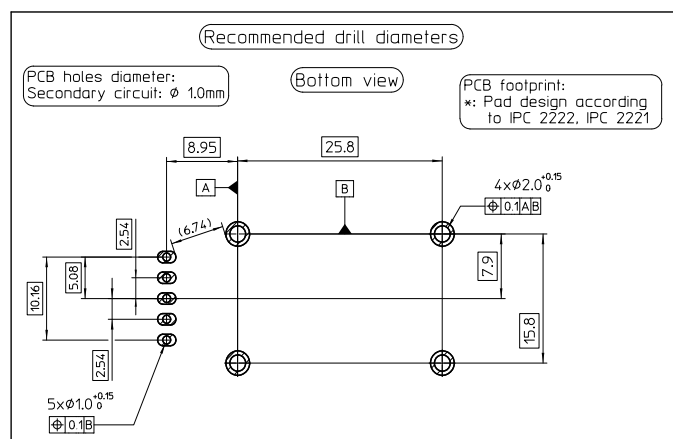 Recommended drill diameters
PCB holes diameter:
Secondary circuit: ϕ 1.0mm
Bottom view
PCB footprint:
*: Pad design according
to IPC 2222, IPC 2221
8.95
25.8
A
B
4xϕ2.0 +0.15 0
⌖ 0.1 A B
(6.74)
2.54
5.08
10.16
2.54
7.9
15.8
5xϕ1.0 +0.15 0
⌖ 0.1 B